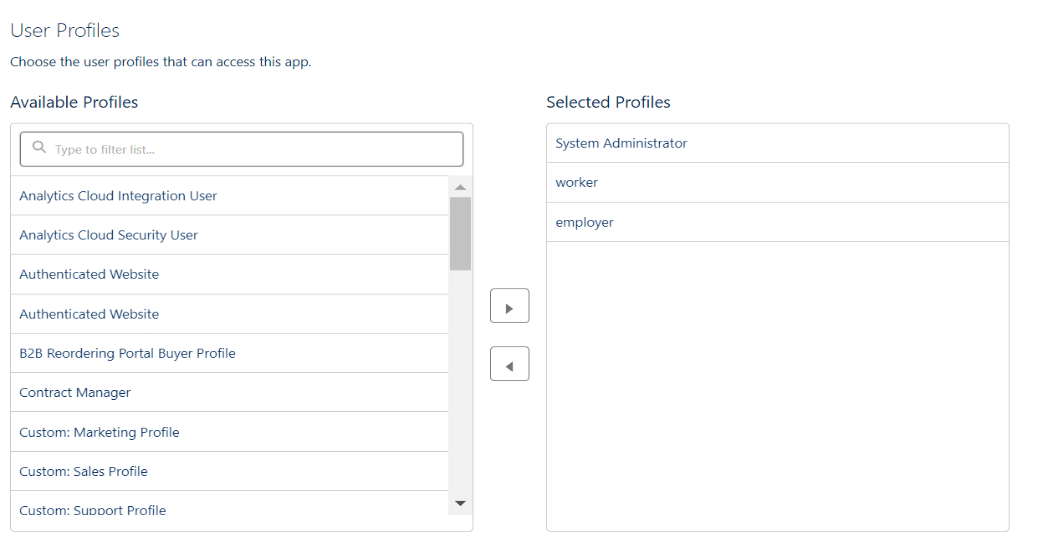 User Profiles
Choose the user profiles that can access this app.
Available Profiles
Type to filter list...
Analytics Cloud Integration User
Analytics Cloud Security User
Authenticated Website
Authenticated Website
B2B Reordering Portal Buyer Profile
Contract Manager
Custom: Marketing Profile
Custom: Sales Profile
Custom: Support Profile
Selected Profiles
System Administrator
worker
employer